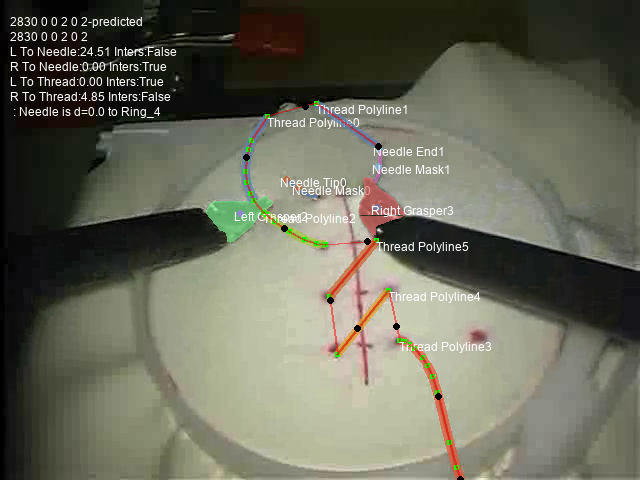 2830 0 0 2 0 2-predicted
2830 0 0 2 0 2
L To Needle:24.51 Inters:False
R To Needle:0.00 Inters:True
L To Thread:0.00 Inters:True
R To Thread:4.85 Inters:False
: Needle is d=0.0 to Ring_4
Thread Polyline1
Thread Polyline0
Needle End1
Needle Mask1
Needle Tip0
Needle Mask0
Left Grasper2
Thread Polyline2
Right Grasper3
Thread Polyline5
Thread Polyline4
Thread Polyline3